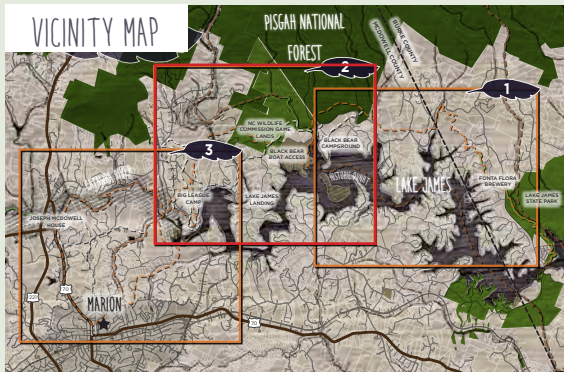 VICINITY MAP
PISGAH NATIONAL
FOREST
BURKE COUNTY
MCDOWELL COUNTY
2
1
NC WILDLIFE
COMMISSION GAME
LANDS
BLACK BEAR
CAMPGROUND
3
BLACK BEAR
BOAT ACCESS
LAKE JAMES
FONTA FLORA
BREWERY
BIG LEAGUE
CAMP
LAKE JAMES
LANDING
LAKE JAMES
STATE PARK
JOSEPH MCDOWELL
HOUSE
70
221
MARION
70